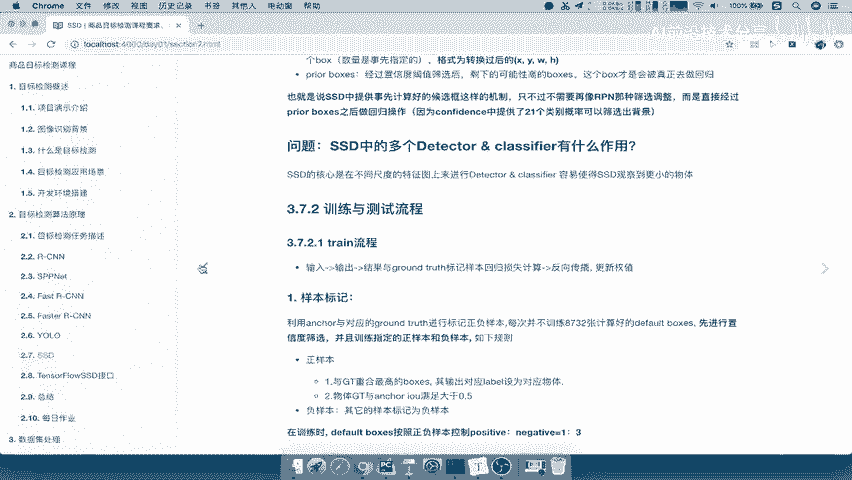 Chrome 文件 修改 视图 历史记录 书签 其他人 电动窗 帮助
100%
SSD | 商品目标检测课程要求、
localhost:4000/day01/section7.html
商品目标检测课程
1. 目标检测概述
1.1. 项目演示介绍
1.2. 图像识别背景
1.3. 什么是目标检测
1.4. 目标检测应用场景
1.5. 开发环境搭建
2. 目标检测算法原理
2.1. 目标检测任务描述
2.2. R-CNN
2.3. SPPNet
2.4. Fast R-CNN
2.5. Faster R-CNN
2.6. YOLO
2.7. SSD
2.8. TensorFlowSSD接口
2.9. 总结
2.10. 每日作业
3. 数据集处理
个box（数量是事先指定的）、格式为转换过后的(x, y, w, h)
prior boxes：经过置信度阈值筛选后，剩下的可能性高的boxes。这个box才是会被真正去做回归
也就是说SSD中提供事先计算好的候选框这样的机制，只不过不需要再像RPN那种筛选调整，而是直接经过
prior boxes之后做回归操作（因为confidence中提供了21个类别概率可以筛选出背景）
问题：SSD中的多个Detector & classifier有什么作用?
SSD的核心是在不同尺度的特征图上来进行Detector & classifier 容易使得SSD观察到更小的物体
3.7.2 训练与测试流程
3.7.2.1 train流程
输入->输出->结果与ground truth标记样本回归损失计算->反向传播, 更新权值
1. 样本标记：
利用anchor与对应的ground truth进行标记正负样本,每次并不训练8732张计算好的default boxes, 先进行置
信度筛选，并且训练指定的正样本和负样本, 如下规则
正样本
1.与GT重合最高的boxes, 其输出对应label设为对应物体.
2.物体GT与anchor iou满足大于0.5
负样本：其它的样本标记为负样本
在训练时, default boxes按照正负样本控制positive：negative=1：3